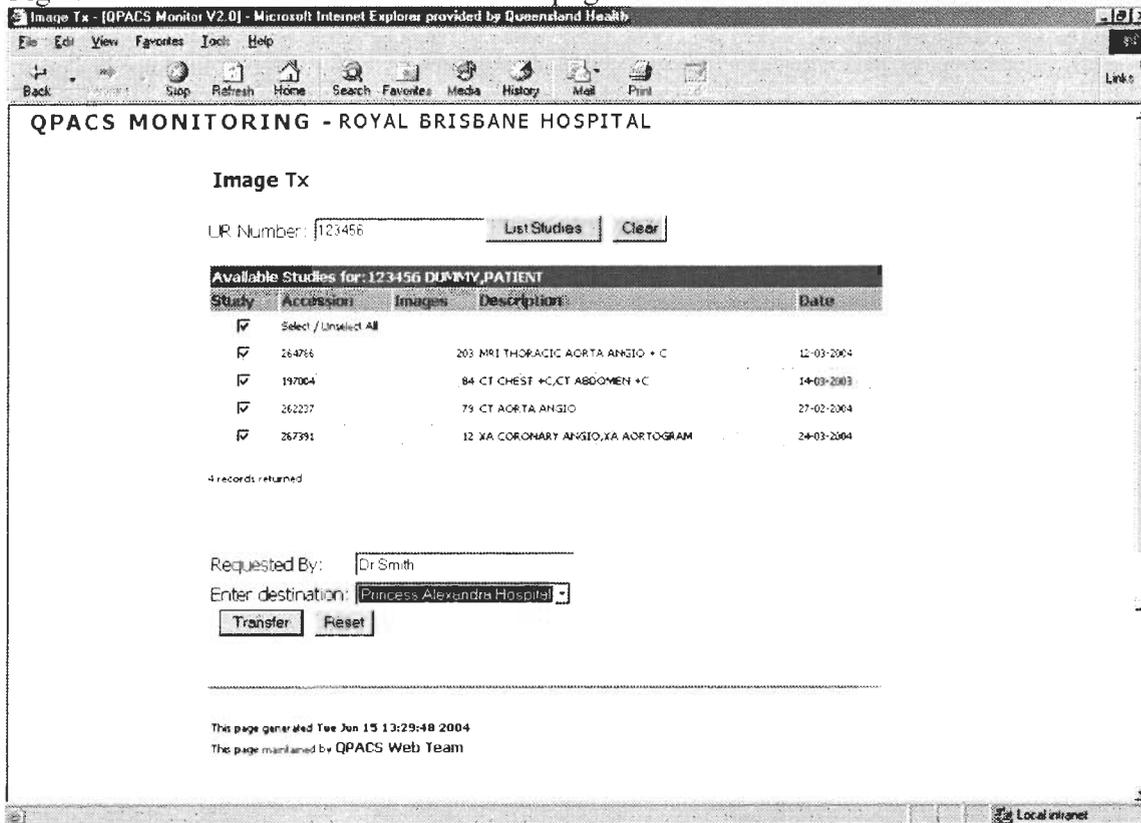 Image Tx - [QPACS Monitor V2.0] - Microsoft Internet Explorer provided by Queensland Health
File Edit View Favorites Tools Help
Back Stop Refresh Home Search Favorites Media History Mail Print Links
QPACS MONITORING - ROYAL BRISBANE HOSPITAL
Image Tx
UR Number: 123456 List Studies Clear
Available Studies for: 123456 DUMMY,PATIENT
Study Accession Images Description Date
Select / Unselect All
264786 203 MRI THORACIC AORTA ANGIO + C 12-03-2004
197004 84 CT CHEST +C,CT ABDOMEN +C 14-03-2003
262237 79 CT AORTA ANGIO 27-02-2004
267391 12 XA CORONARY ANGIO,XA AORTOGRAM 24-03-2004
4 records returned
Requested By: Dr Smith
Enter destination: Princess Alexandra Hospital
Transfer Reset
This page generated Tue Jun 15 13:29:48 2004
This page maintained by QPACS Web Team
Local intranet